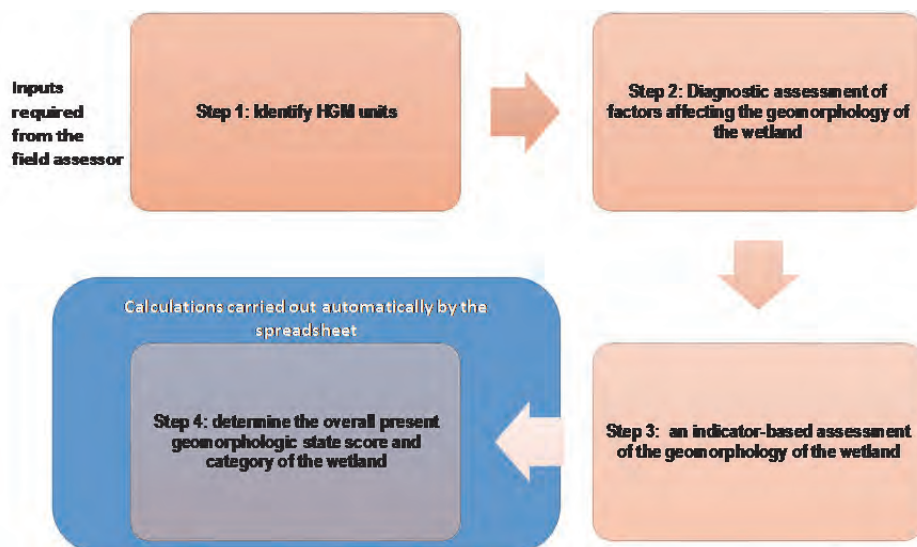 Inputs
required
from the
field assessor
Step 1: Identify HGM units
Step 2: Diagnostic assessment of
factors affecting the geomorphology of
the wetland
Calculations carried out automatically by the
spreadsheet
Step 4: determine the overall present
geomorphologic state score and
category of the wetland
Step 3: an indicator-based assessment
of the geomorphology of the wetland